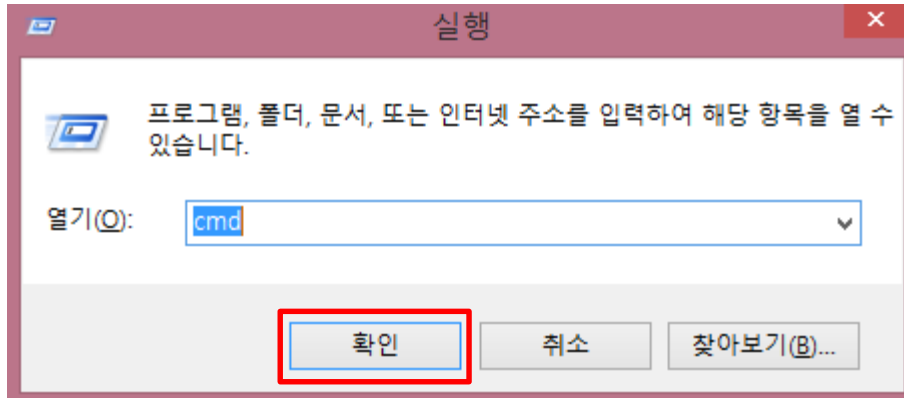 실행
프로그램, 폴더, 문서, 또는 인터넷 주소를 입력하여 해당 항목을 열 수
있습니다.
열기(O): cmd
확인 취소 찾아보기(B)...